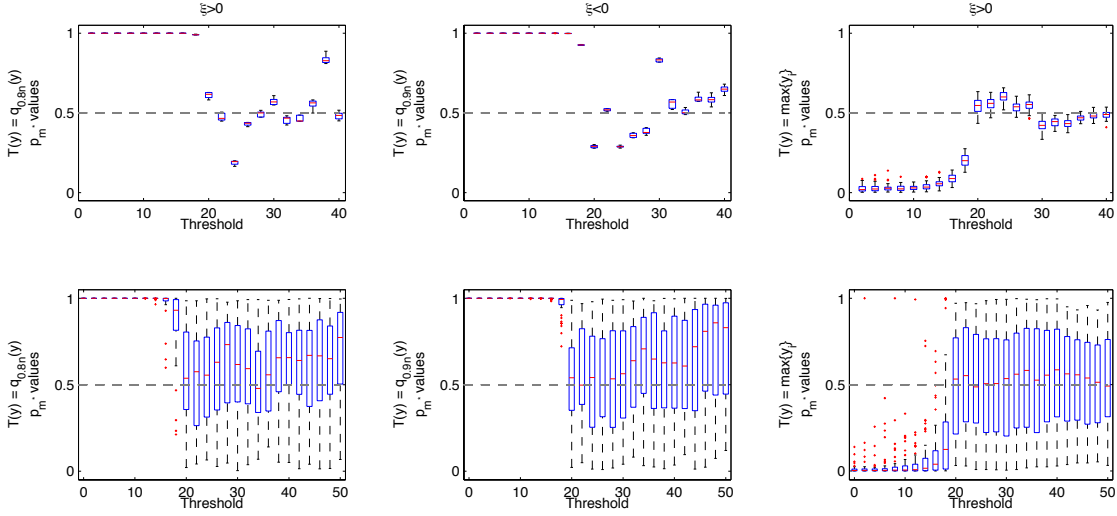 ξ>0
T(y) = q0.8n(y)
pm · values
1
0.5
0
0
10
20
30
40
Threshold
ξ<0
T(y) = q0.9n(y)
pm · values
1
0.5
0
0
10
20
30
40
Threshold
ξ>0
T(y) = max{yi}
pm · values
1
0.5
0
0
10
20
30
40
Threshold
T(y) = q0.8n(y)
pm · values
1
0.5
0
0
10
20
30
40
50
Threshold
T(y) = q0.9n(y)
pm · values
1
0.5
0
0
10
20
30
40
50
Threshold
T(y) = max{yi}
pm · values
1
0.5
0
0
10
20
30
40
50
Threshold